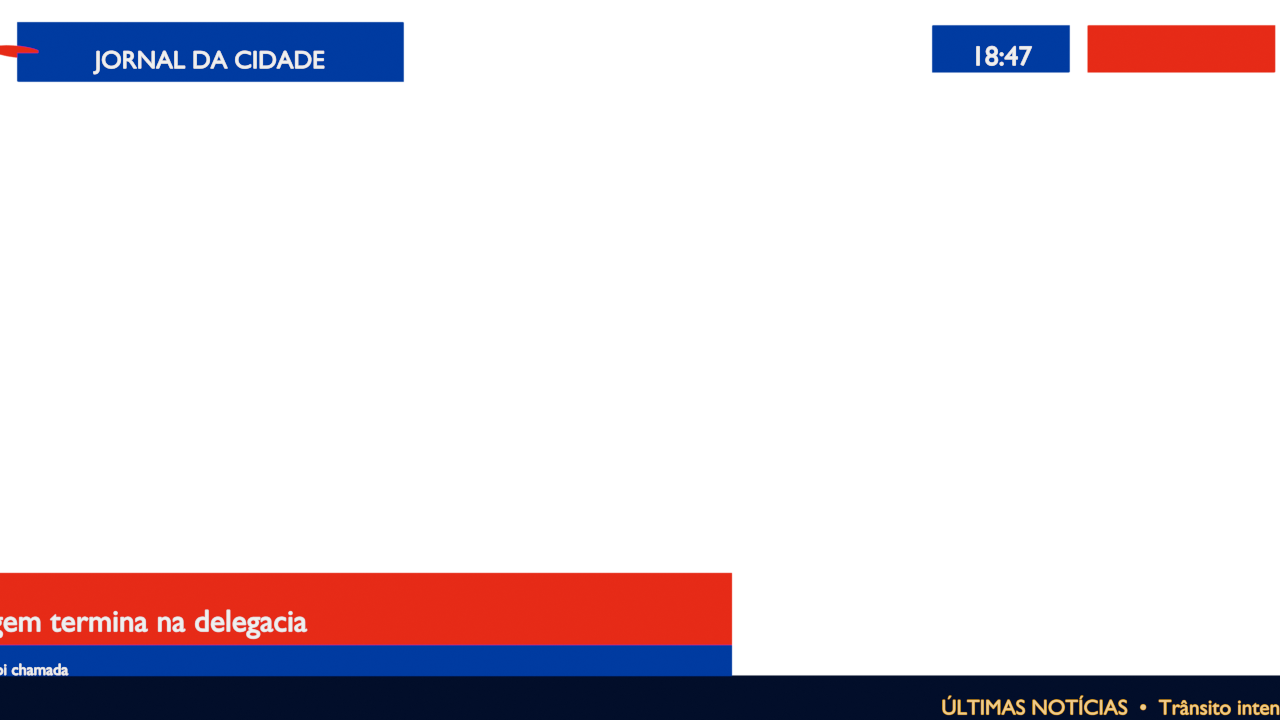 JORNAL DA CIDADE
18:47
gem termina na delegacia
oi chamada
ÚLTIMAS NOTÍCIAS • Trânsito inten